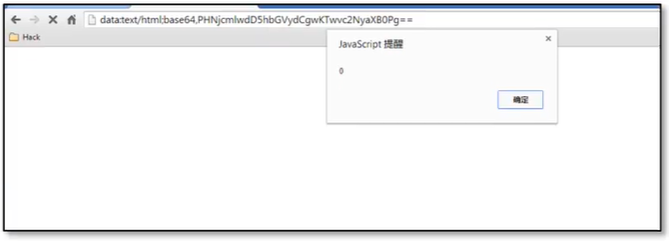 data:text/html;base64,PHNjcmlwdD5hbGVydCgwKTwvc2NyaXB0Pg==
Hack
JavaScript 提醒
0
确定